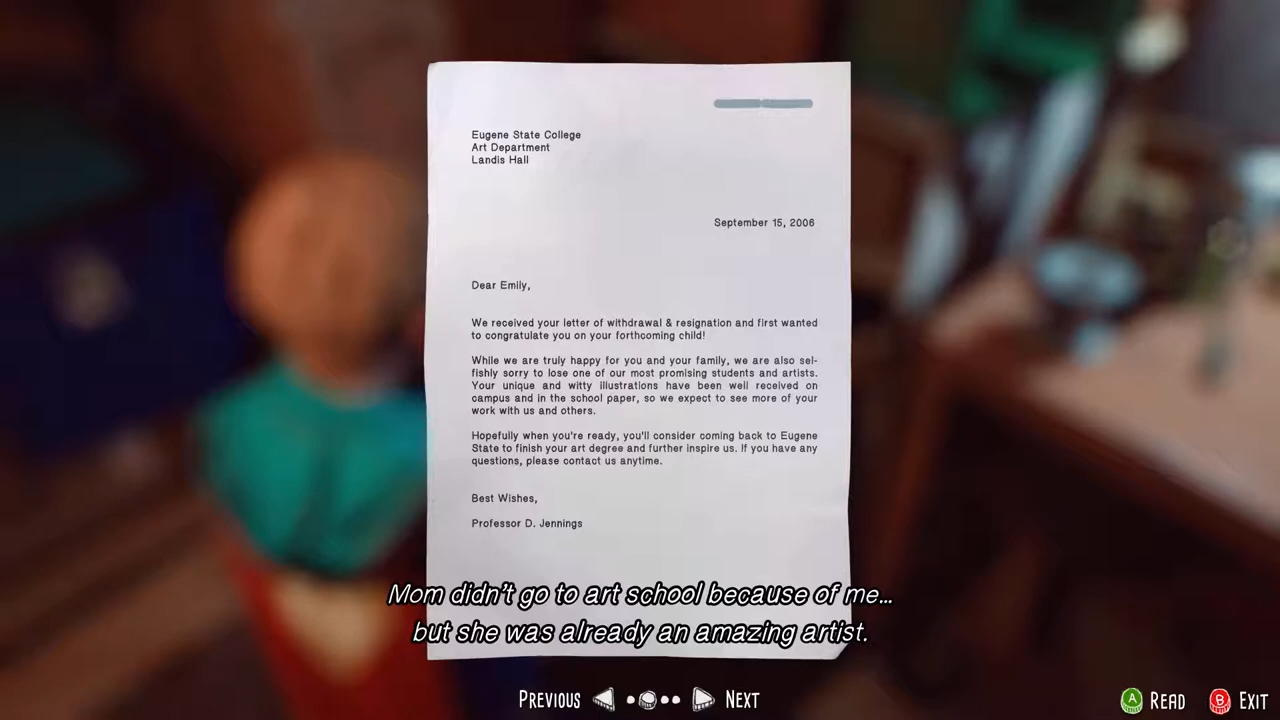 Eugene State College
Art Department
Landis Hall
September 15, 2006
Dear Emily,
We received your letter of withdrawal & resignation and first wanted
to congratulate you on your forthcoming child!
While we are truly happy for you and your family, we are also sel-
fishly sorry to lose one of our most promising students and artists.
Your unique and witty illustrations have been well received on
campus and in the school paper, so we expect to see more of your
work with us and others.
Hopefully when you're ready, you'll consider coming back to Eugene
State to finish your art degree and further inspire us. If you have any
questions, please contact us anytime.
Best Wishes,
Professor D. Jennings
Mom didn't go to art school because of me...
but she was already an amazing artist.
PREVIOUS NEXT
A READ B EXIT